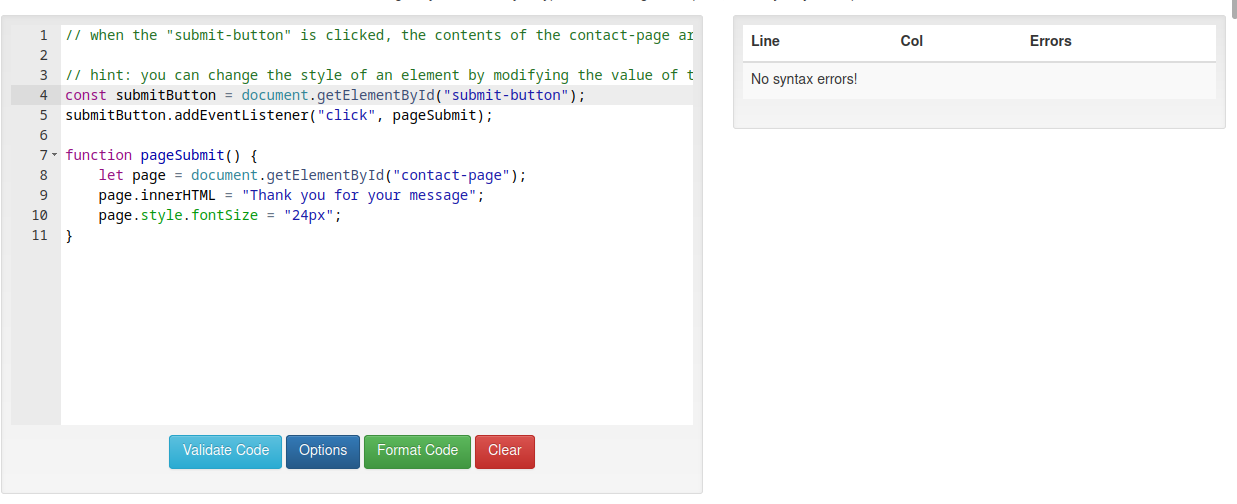 1 // when the "submit-button" is clicked, the contents of the contact-page ar
2
3 // hint: you can change the style of an element by modifying the value of t
4 const submitButton = document.getElementById("submit-button");
5 submitButton.addEventListener("click", pageSubmit);
6
7 function pageSubmit() {
8 let page = document.getElementById("contact-page");
9 page.innerHTML = "Thank you for your message";
10 page.style.fontSize = "24px";
11 }
Validate Code Options Format Code Clear
Line Col Errors
No syntax errors!